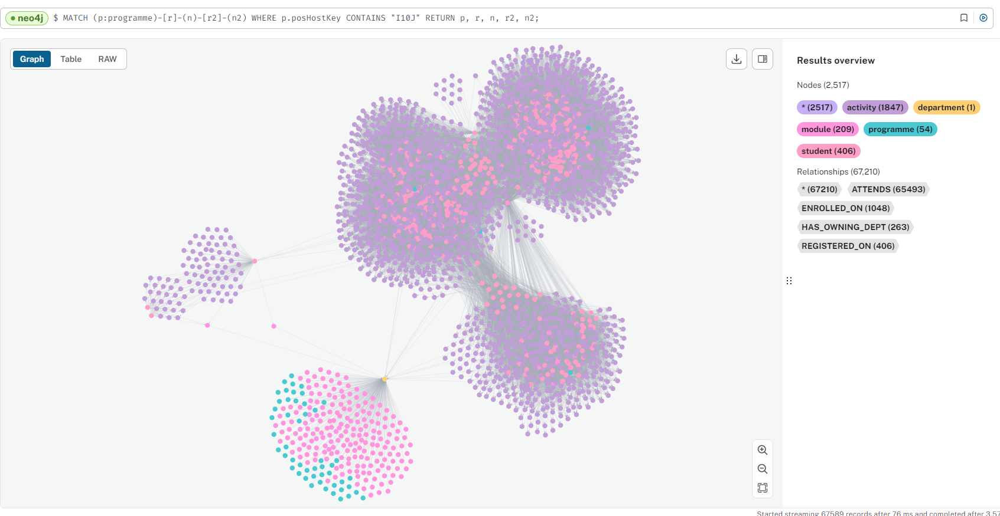 neo4j $ MATCH (p:programme)-[r]-(n)-[r2]-(n2) WHERE p.posHostKey CONTAINS "I10J" RETURN p, r, n, r2, n2;
Graph Table RAW
Results overview
Nodes (2,517)
* (2517) activity (1847) department (1)
module (209) programme (54)
student (406)
Relationships (67,210)
* (67210) ATTENDS (65493)
ENROLLED_ON (1048)
HAS_OWNING_DEPT (263)
REGISTERED_ON (406)
Started streaming 67589 records after 76 ms and completed after 3,57